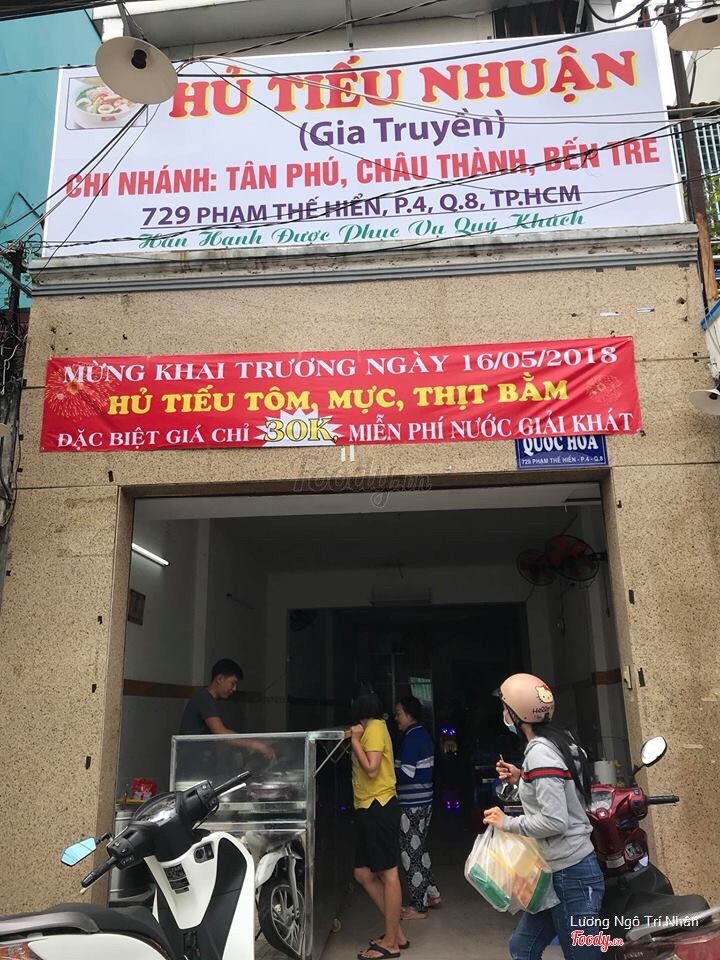 HỦ TIẾU NHUẬN
(Gia Truyền)
CHI NHÁNH: TÂN PHÚ, CHÂU THÀNH, BẾN TRE
729 PHẠM THẾ HIỂN, P.4, Q.8, TP.HCM
Hân Hạnh Được Phục Vụ Quý Khách
MỪNG KHAI TRƯƠNG NGÀY 16/05/2018
HỦ TIẾU TÔM, MỰC, THỊT BẰM
ĐẶC BIỆT GIÁ CHỈ 30K, MIỄN PHÍ NƯỚC GIẢI KHÁT
QUỐC HOA
729 PHẠM THẾ HIỂN - P.4 - Q.8
foody.vn
Hello
Lương Ngô Trí Nhân
Foody.vn